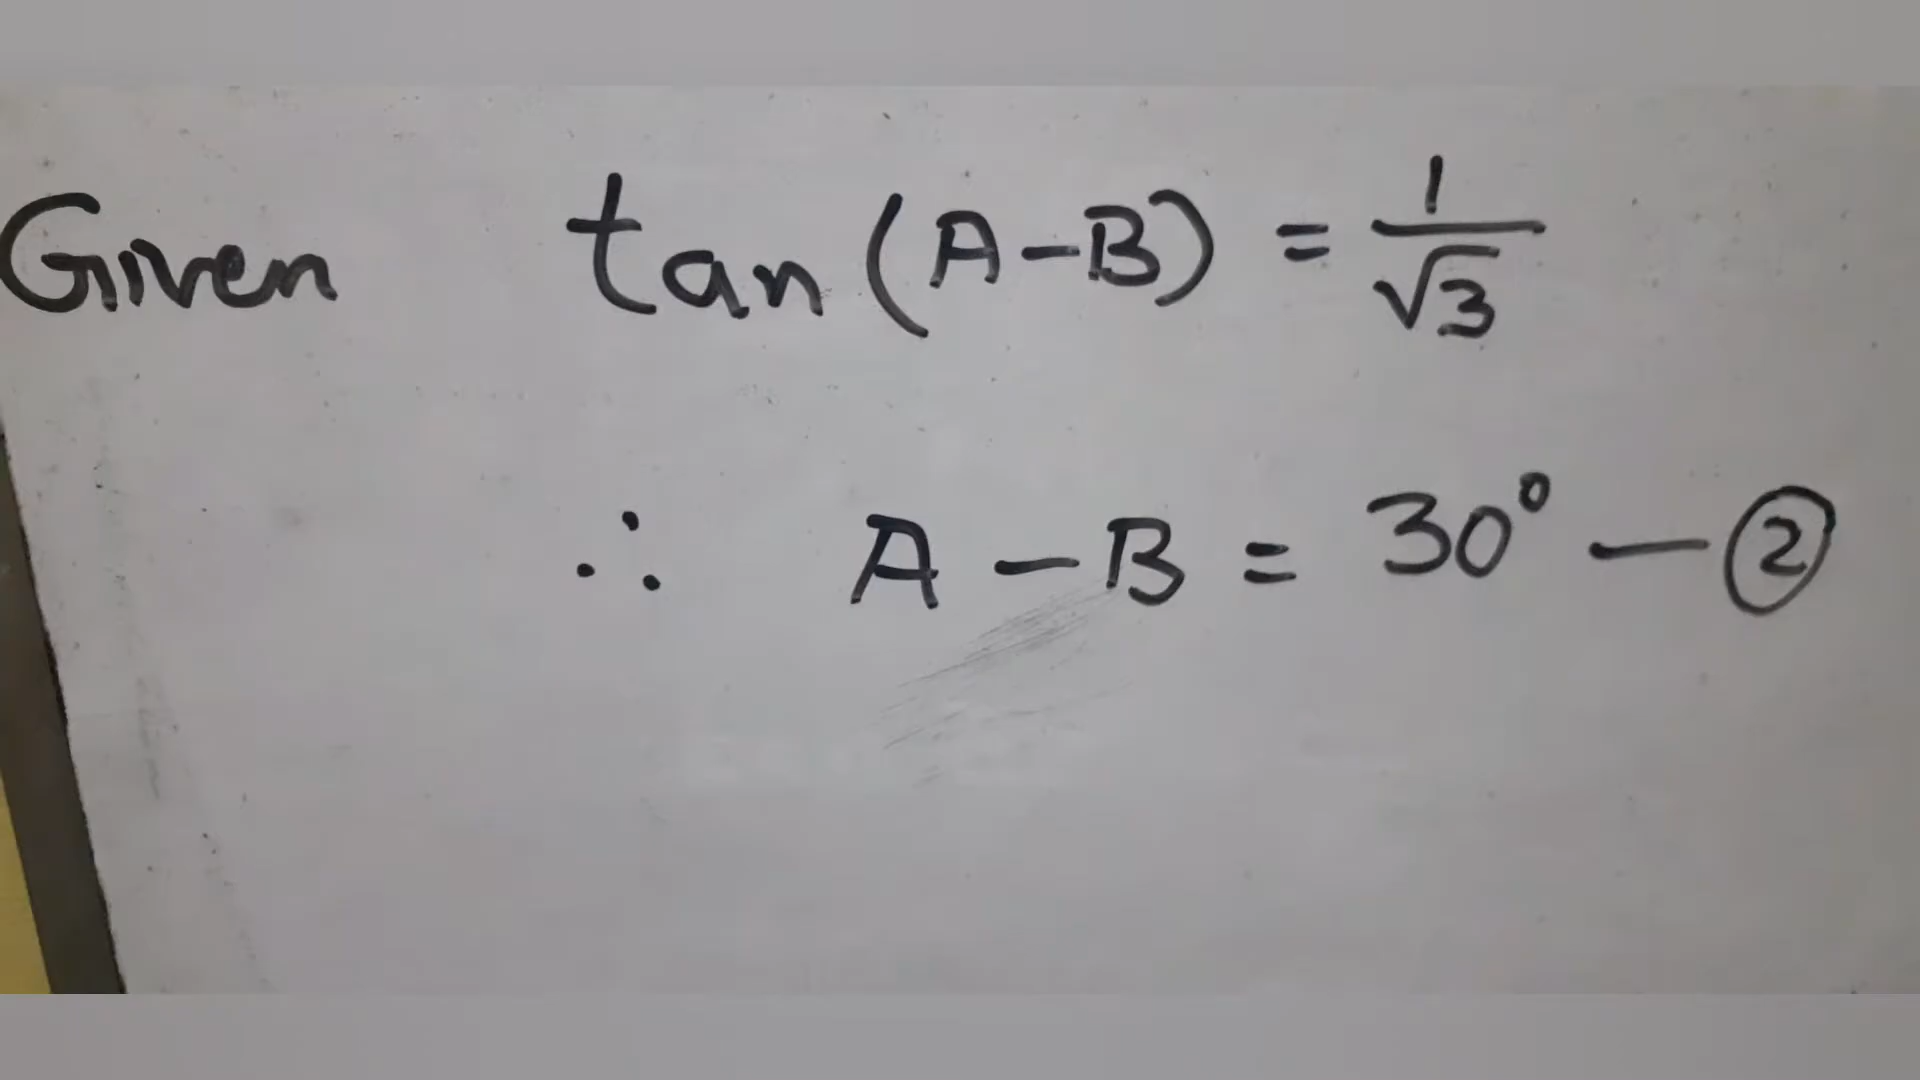 Given tan(A-B) = 1/√3
∴ A - B = 30° — ②